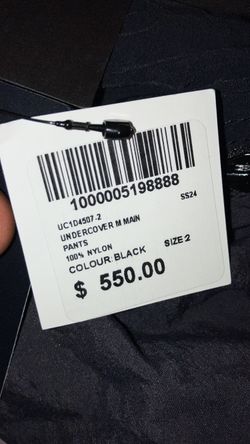 1000005198888
UC1D4507-2 SS24
UNDERCOVER M MAIN
PANTS
100% NYLON
COLOUR:BLACK SIZE 2
$ 550.00